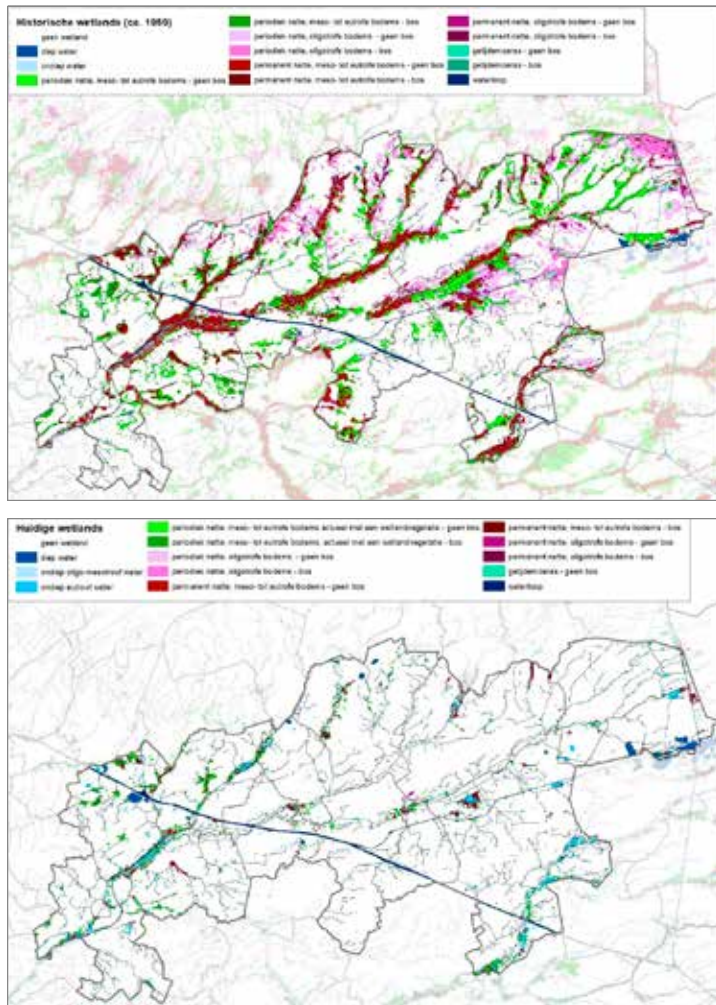 Historische wetlands (ca. 1950)
geen wetland
diep water
ondiep water
periodiek natte, meso- tot eutrofe bodems - geen bos
periodiek natte, meso- tot eutrofe bodems - bos
periodiek natte, oligotrofe bodems - geen bos
periodiek natte, oligotrofe bodems - bos
permanent natte, meso- tot eutrofe bodems - geen bos
permanent natte, meso- tot eutrofe bodems - bos
permanent natte, oligotrofe bodems - geen bos
permanent natte, oligotrofe bodems - bos
getijdenzones - geen bos
getijdenzones - bos
waterloop
Huidige wetlands
geen wetland
diep water
ondiep oligo-mesotroof water
ondiep eutroof water
periodiek natte, meso- tot eutrofe bodems, actueel met een wetlandvegetatie - geen bos
periodiek natte, meso- tot eutrofe bodems, actueel met een wetlandvegetatie - bos
periodiek natte, oligotrofe bodems - geen bos
periodiek natte, oligotrofe bodems - bos
permanent natte, meso- tot eutrofe bodems - geen bos
permanent natte, meso- tot eutrofe bodems - bos
permanent natte, oligotrofe bodems - geen bos
permanent natte, oligotrofe bodems - bos
getijdenzones - geen bos
waterloop